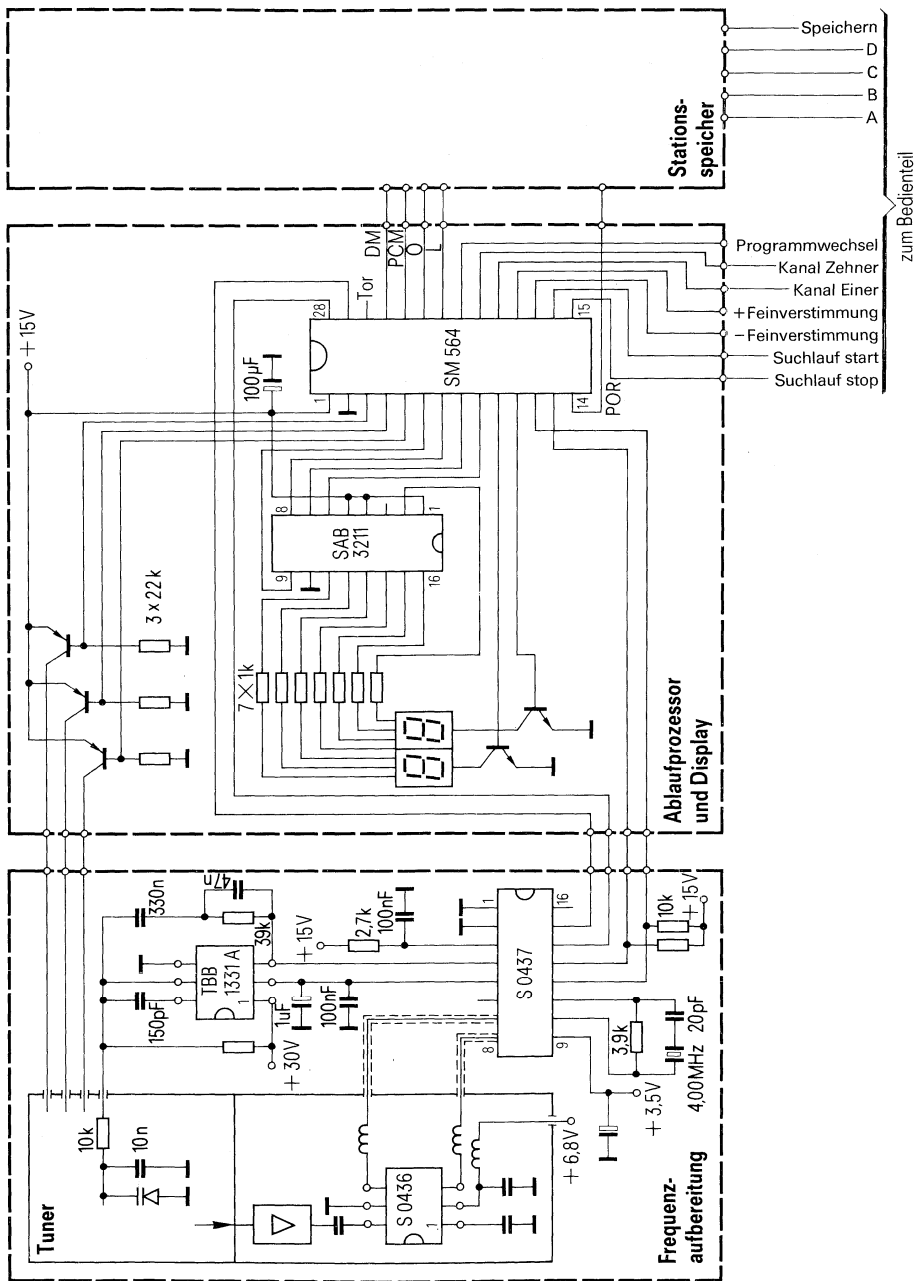 Speichern
D
C
B
A
zum Bedienteil
Stations-
speicher
DM
PCM
O
L
Programmwechsel
Kanal Zehner
Kanal Einer
+Feinverstimmung
−Feinverstimmung
Suchlauf start
Suchlauf stop
+15V
100µF
Tor
28
15
1
14
SM 564
POR
8
1
SAB
3211
9
16
3 x 22k
7×1k
Ablaufprozessor
und Display
330n
47n
39k
150pF
TBB
1331 A
1
1µF
100nF
+30V
+15V
2,7k
100nF
1
16
S 0437
8
9
10k
+15V
3,9k
20pF
4,00MHz
+3,5V
+6,8V
10k
10n
Tuner
S 0436
1
Frequenz-
aufbereitung